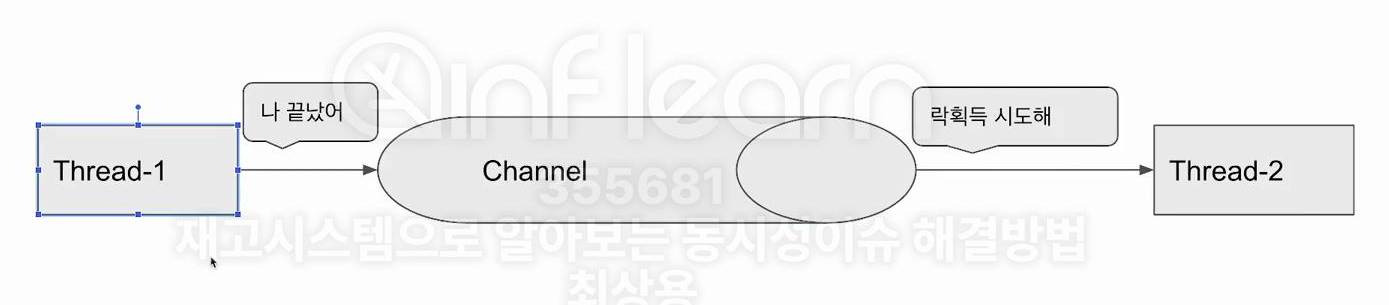 inflearn
나 끝났어
락획득 시도해
Thread-1
Channel
Thread-2
355681
재고시스템으로 알아보는 동시성이슈 해결방법
최상용